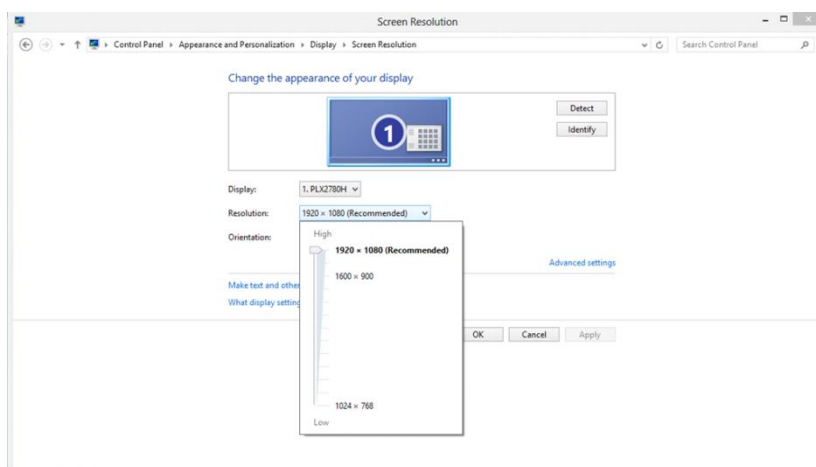 Screen Resolution
Control Panel Appearance and Personalization Display Screen Resolution Search Control Panel
Change the appearance of your display
1
Detect
Identify
Display: 1. PLX2780H
Resolution: 1920 × 1080 (Recommended)
Orientation:
High
1920 × 1080 (Recommended)
1600 × 900
1024 × 768
Low
Advanced settings
Make text and other
What display setting
OK Cancel Apply